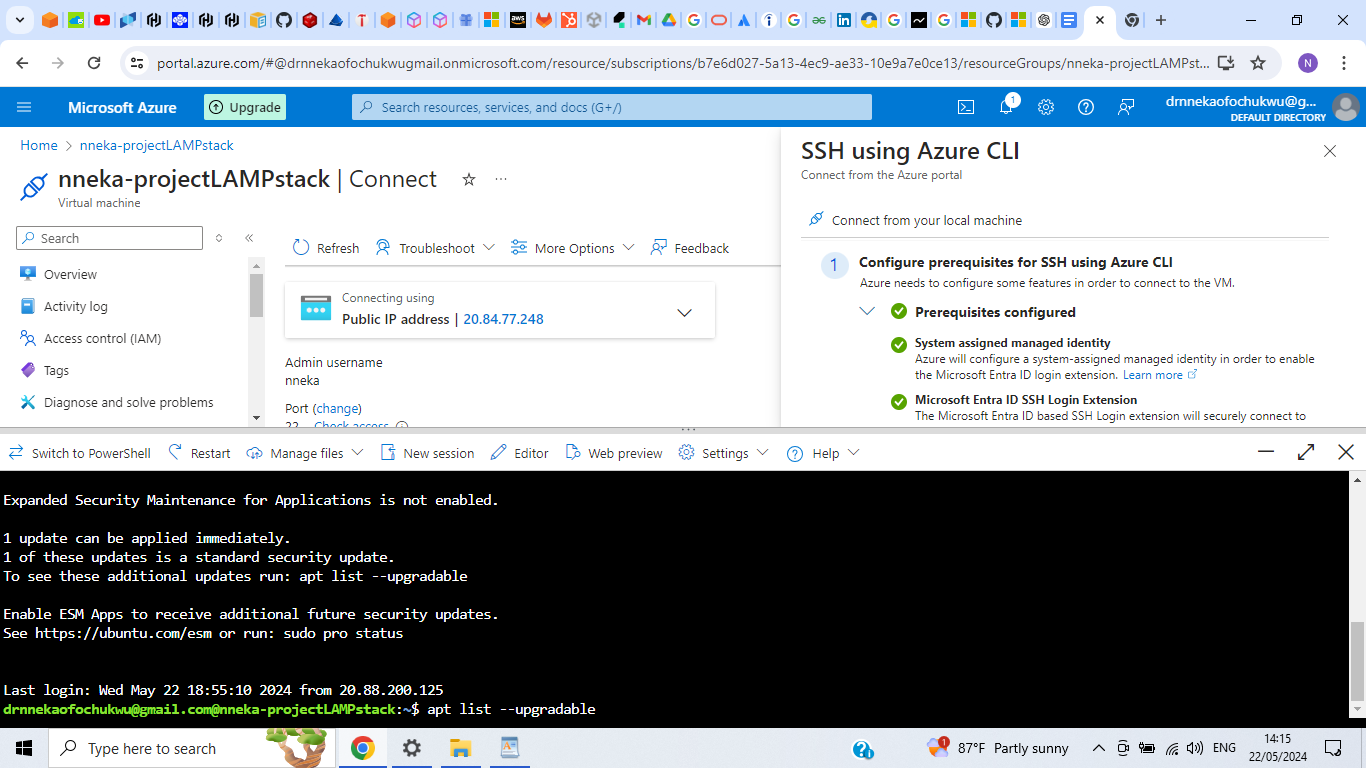 portal.azure.com/#@drnnekaofochukwugmail.onmicrosoft.com/resource/subscriptions/b7e6d027-5a13-4ec9-ae33-10e9a7e0ce13/resourceGroups/nneka-projectLAMPst...
N
Microsoft Azure
Upgrade
Search resources, services, and docs (G+/)
1
drnnekaofochukwu@g...
DEFAULT DIRECTORY
Home > nneka-projectLAMPstack
nneka-projectLAMPstack | Connect
Virtual machine
Search
Overview
Activity log
Access control (IAM)
Tags
Diagnose and solve problems
Refresh
Troubleshoot
More Options
Feedback
Connecting using
Public IP address | 20.84.77.248
Admin username
nneka
Port (change)
22 Check access
SSH using Azure CLI
Connect from the Azure portal
Connect from your local machine
1
Configure prerequisites for SSH using Azure CLI
Azure needs to configure some features in order to connect to the VM.
Prerequisites configured
System assigned managed identity
Azure will configure a system-assigned managed identity in order to enable
the Microsoft Entra ID login extension. Learn more
Microsoft Entra ID SSH Login Extension
The Microsoft Entra ID based SSH Login extension will securely connect to
Switch to PowerShell
Restart
Manage files
New session
Editor
Web preview
Settings
Help
Expanded Security Maintenance for Applications is not enabled.
1 update can be applied immediately.
1 of these updates is a standard security update.
To see these additional updates run: apt list --upgradable
Enable ESM Apps to receive additional future security updates.
See https://ubuntu.com/esm or run: sudo pro status
Last login: Wed May 22 18:55:10 2024 from 20.88.200.125
drnnekaofochukwu@gmail.com@nneka-projectLAMPstack:~$ apt list --upgradable
Type here to search
1
87°F Partly sunny
ENG
14:15
22/05/2024